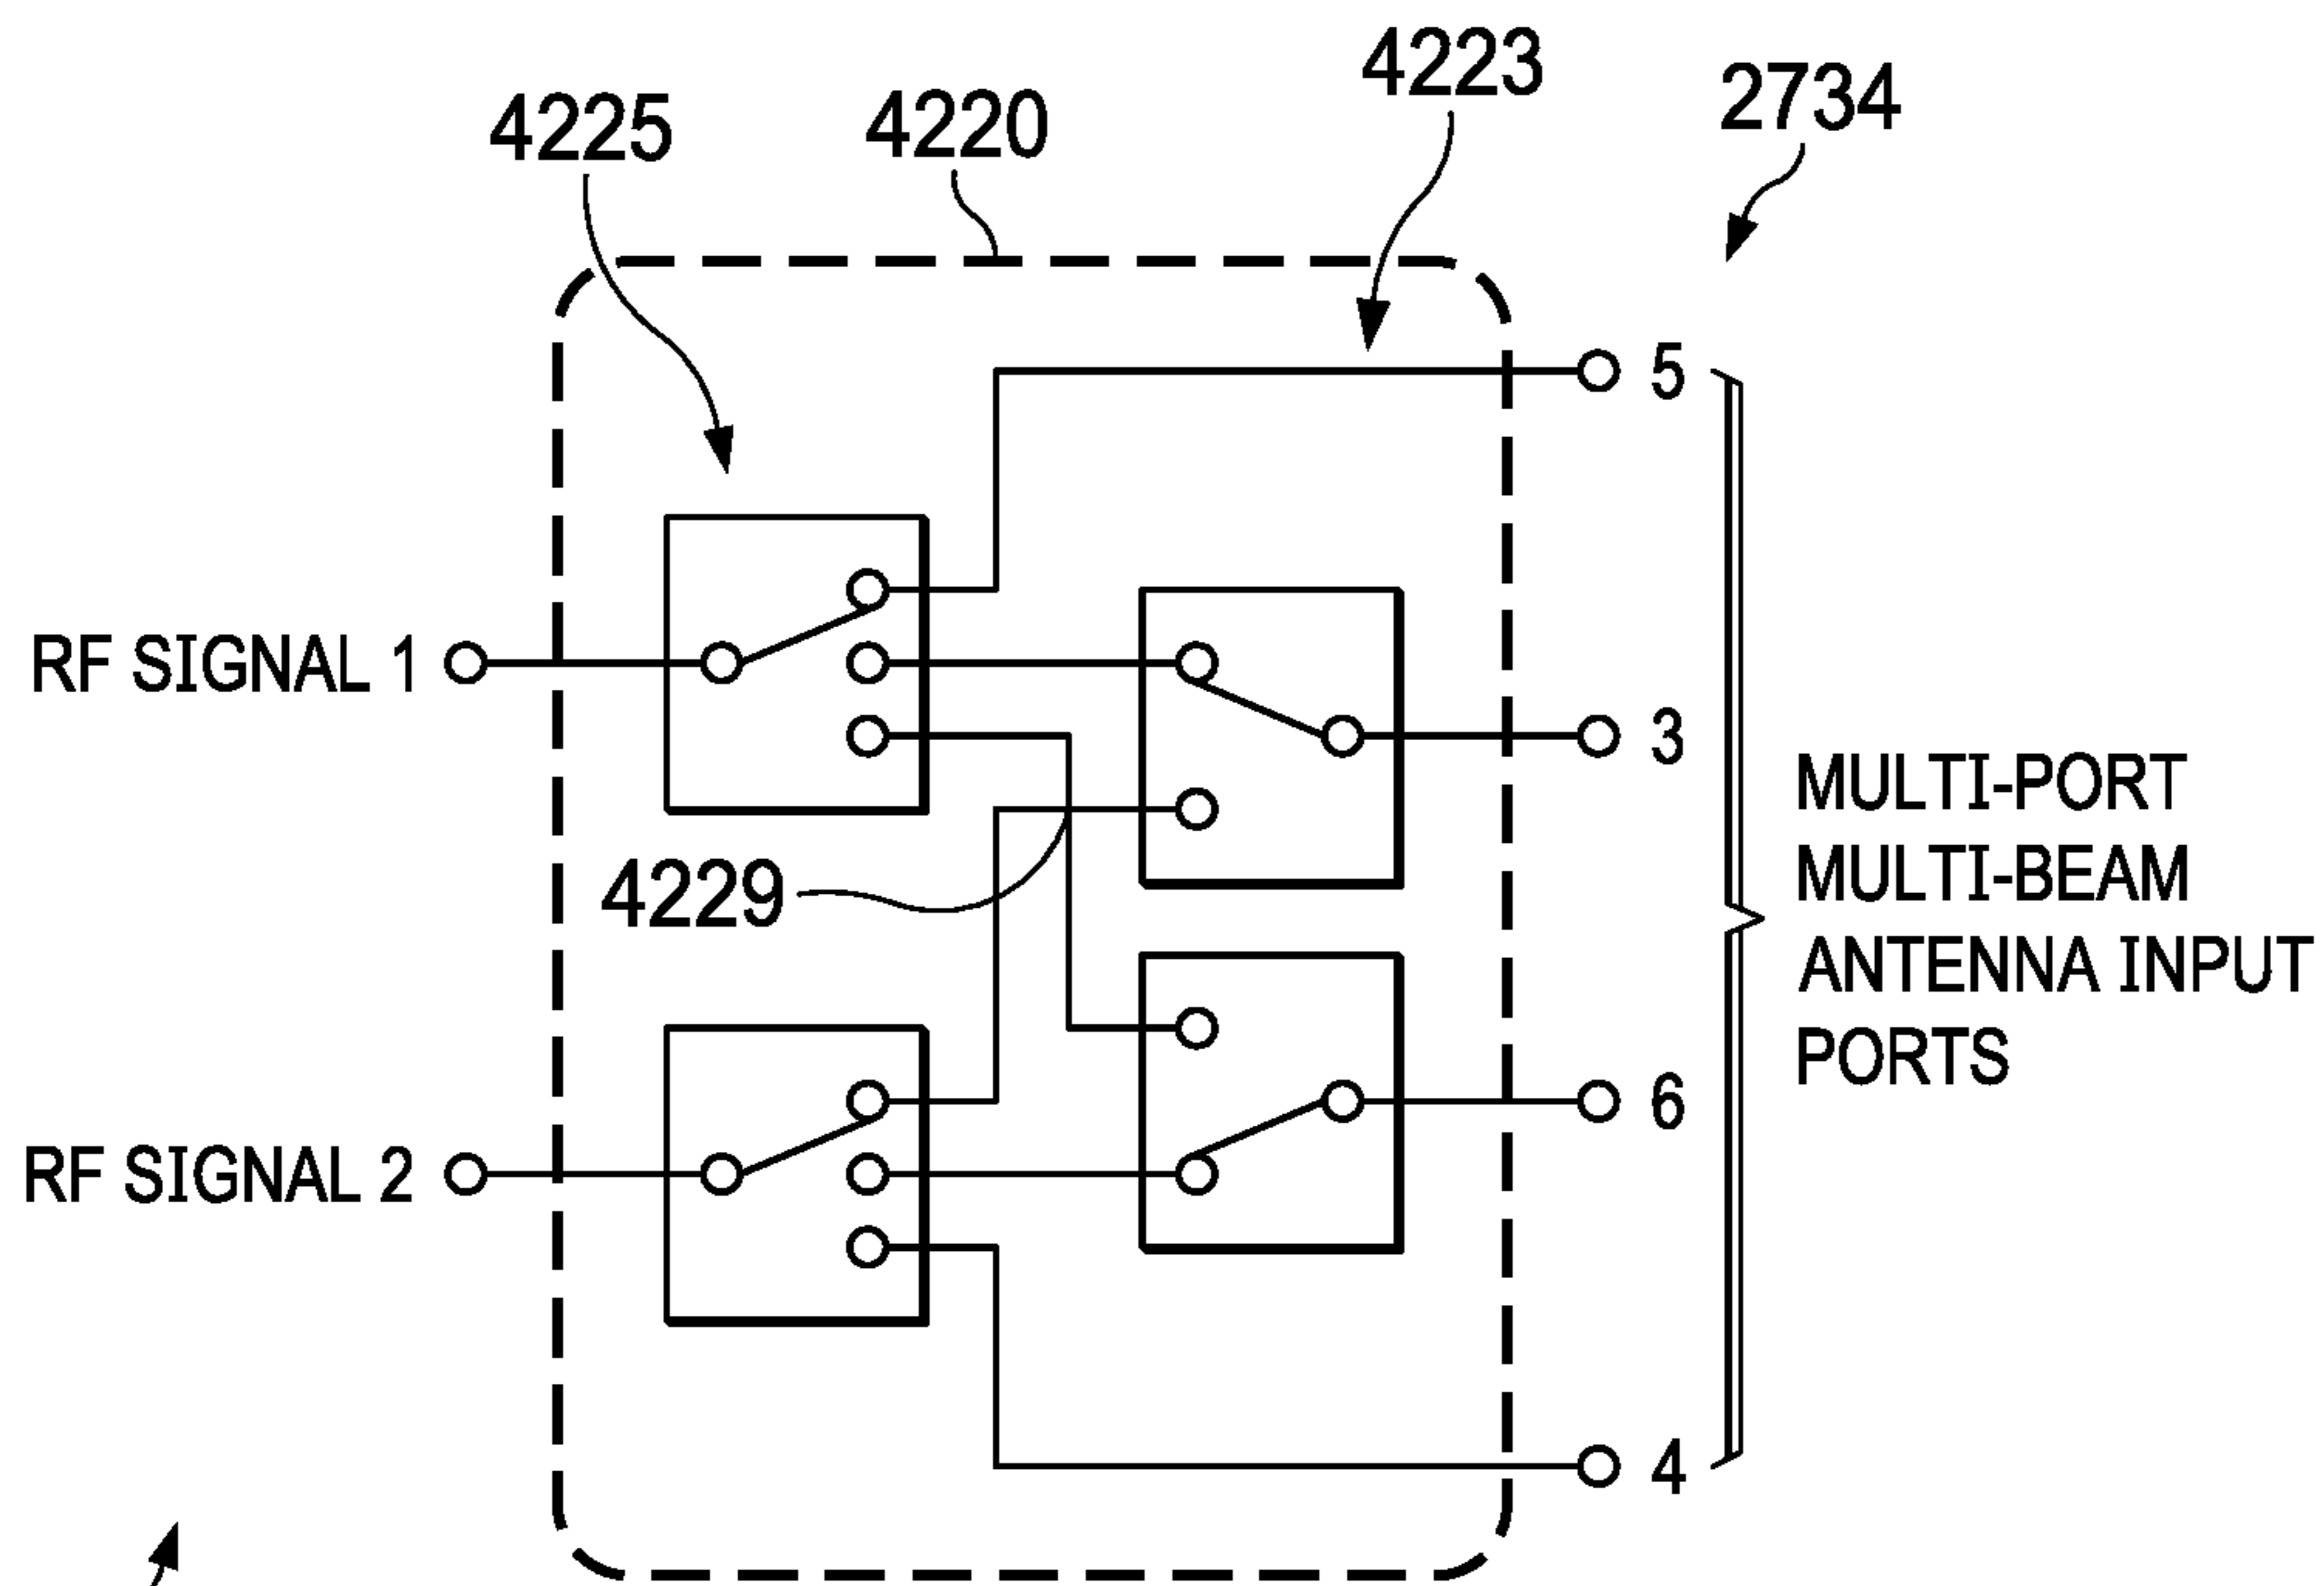 4223
2734
4220
4225
5
RF SIGNAL 1
3
MULTI-PORT
MULTI-BEAM
ANTENNA INPUT
PORTS
4229
6
RF SIGNAL 2
4